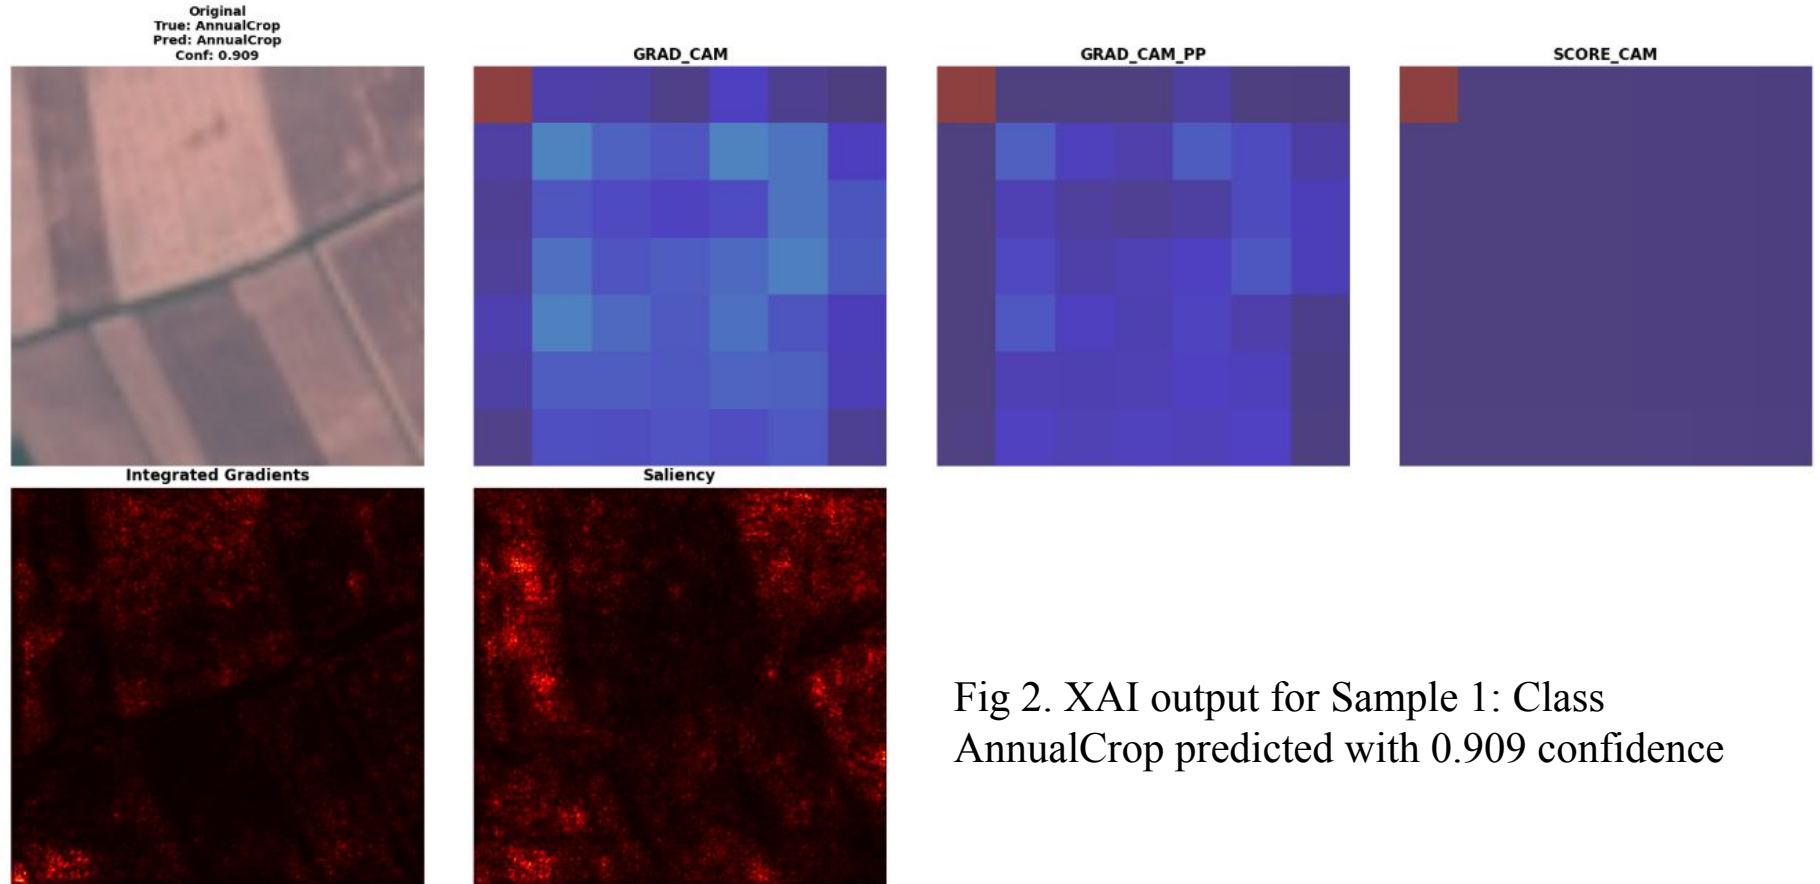 Original
True: AnnualCrop
Pred: AnnualCrop
Conf: 0.909
GRAD_CAM
GRAD_CAM_PP
SCORE_CAM
Integrated Gradients
Saliency
Fig 2. XAI output for Sample 1: Class
AnnualCrop predicted with 0.909 confidence